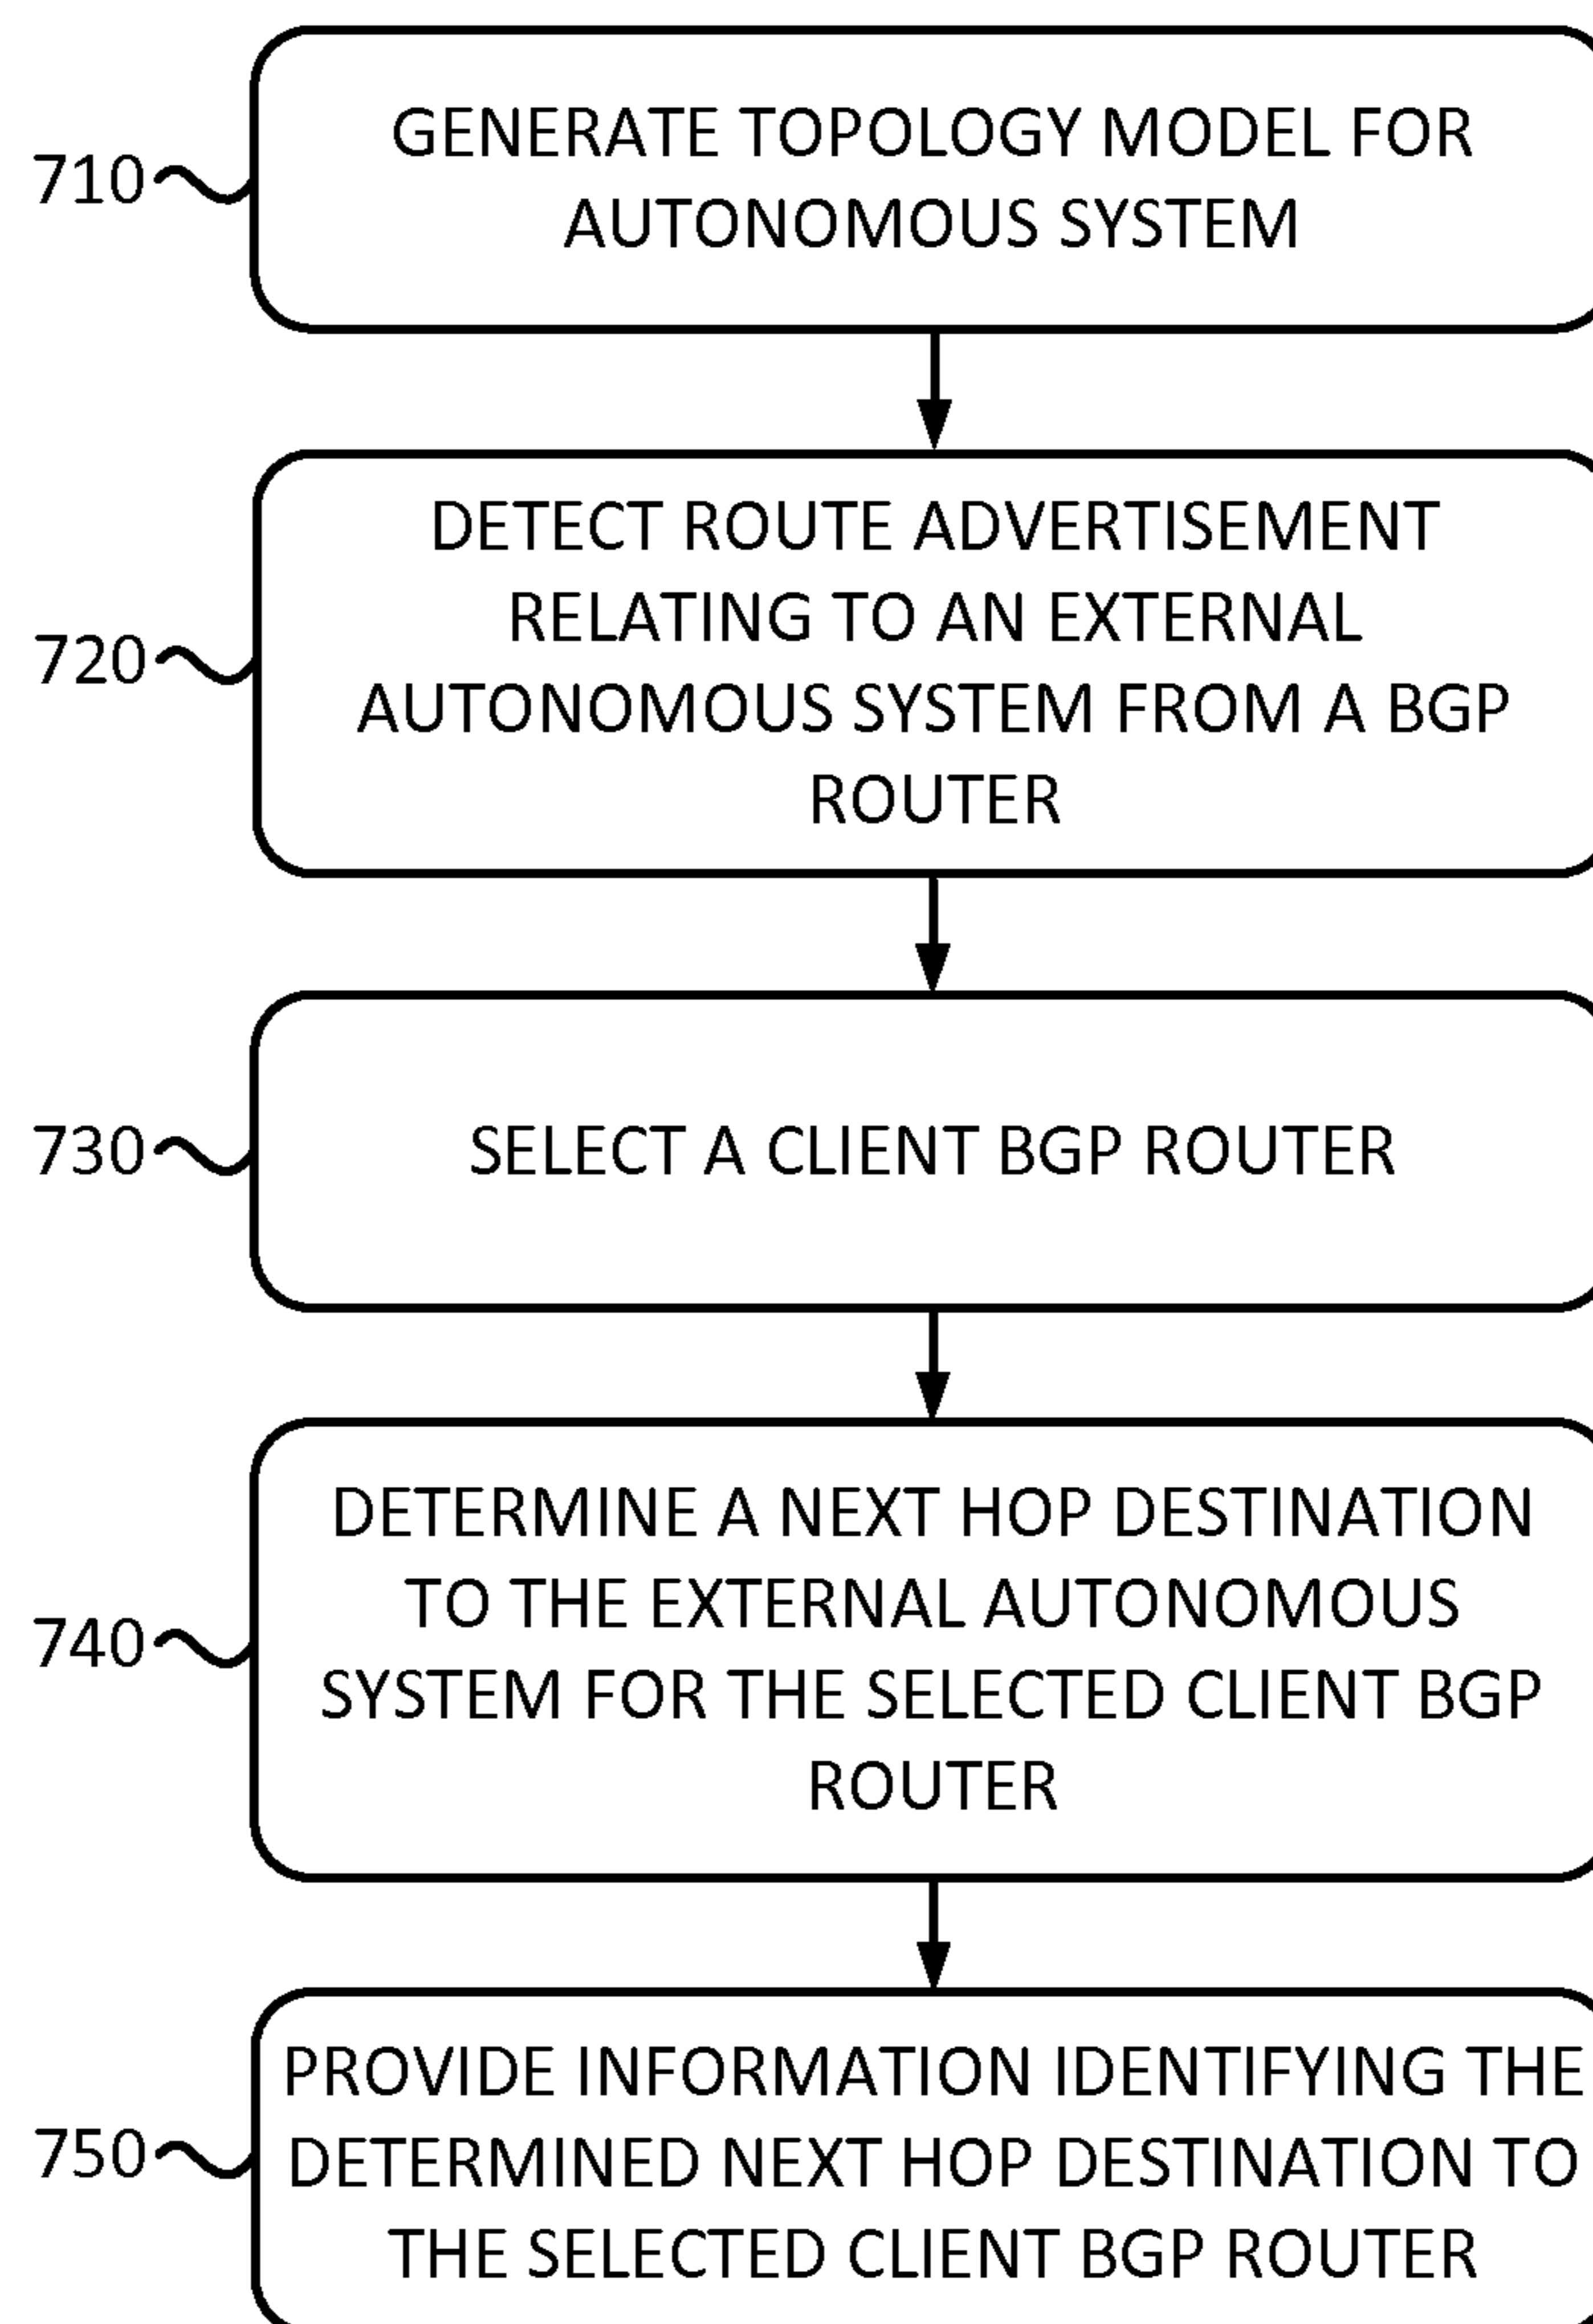 710
GENERATE TOPOLOGY MODEL FOR
AUTONOMOUS SYSTEM
720
DETECT ROUTE ADVERTISEMENT
RELATING TO AN EXTERNAL
AUTONOMOUS SYSTEM FROM A BGP
ROUTER
730
SELECT A CLIENT BGP ROUTER
740
DETERMINE A NEXT HOP DESTINATION
TO THE EXTERNAL AUTONOMOUS
SYSTEM FOR THE SELECTED CLIENT BGP
ROUTER
750
PROVIDE INFORMATION IDENTIFYING THE
DETERMINED NEXT HOP DESTINATION TO
THE SELECTED CLIENT BGP ROUTER